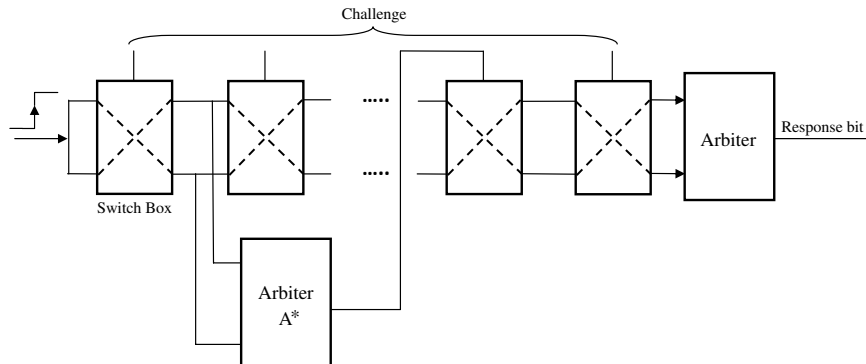 Challenge
.....
.....
Switch Box
Arbiter
Response bit
Arbiter
A*